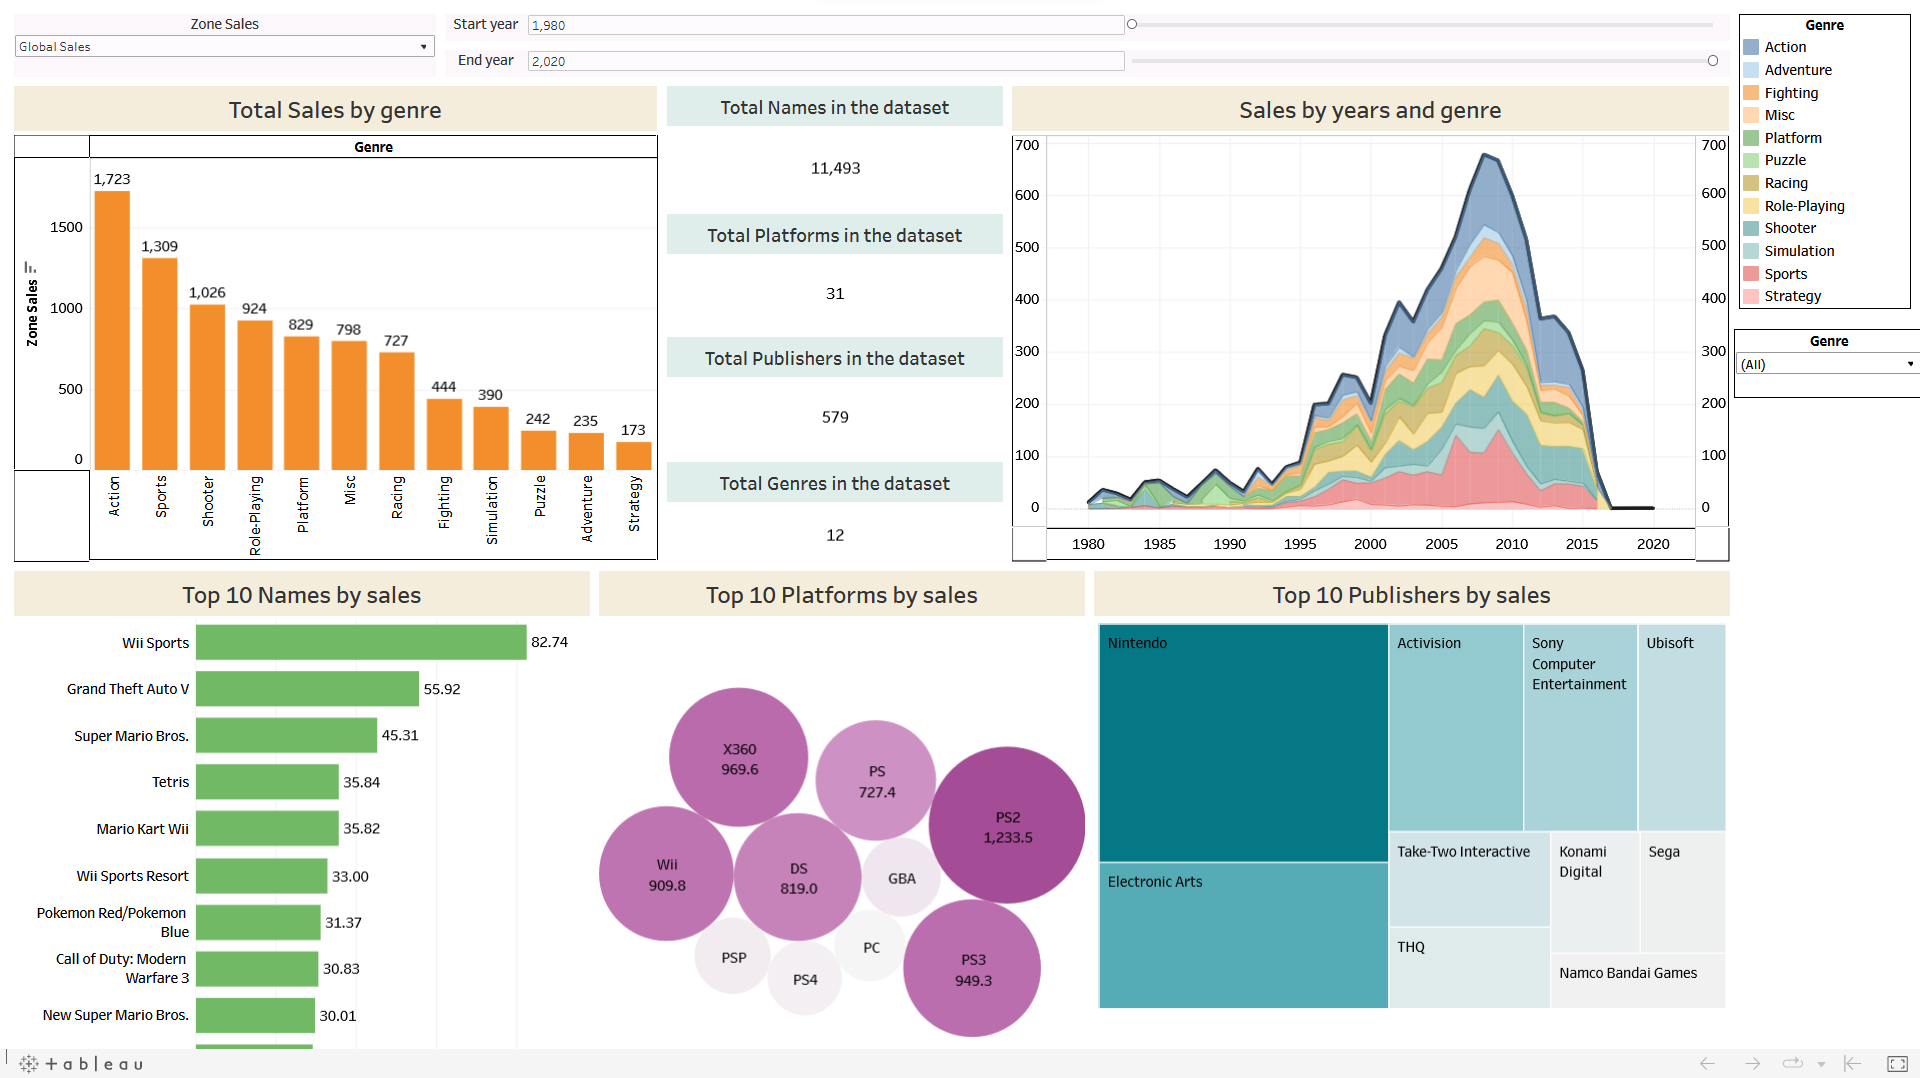 Zone Sales
Global Sales
Start year
1,980
End year
2,020
Genre
Action
Adventure
Fighting
Misc
Platform
Puzzle
Racing
Role-Playing
Shooter
Simulation
Sports
Strategy
Genre
(All)
Total Sales by genre
Genre
Zone Sales
1500
1000
500
0
1,723
1,309
1,026
924
829
798
727
444
390
242
235
173
Action
Sports
Shooter
Role-Playing
Platform
Misc
Racing
Fighting
Simulation
Puzzle
Adventure
Strategy
Total Names in the dataset
11,493
Total Platforms in the dataset
31
Total Publishers in the dataset
579
Total Genres in the dataset
12
Sales by years and genre
700
600
500
400
300
200
100
0
700
600
500
400
300
200
100
0
1980
1985
1990
1995
2000
2005
2010
2015
2020
Top 10 Names by sales
Wii Sports
82.74
Grand Theft Auto V
55.92
Super Mario Bros.
45.31
Tetris
35.84
Mario Kart Wii
35.82
Wii Sports Resort
33.00
Pokemon Red/Pokemon
Blue
31.37
Call of Duty: Modern
Warfare 3
30.83
New Super Mario Bros.
30.01
Top 10 Platforms by sales
X360
969.6
PS
727.4
PS2
1,233.5
Wii
909.8
DS
819.0
GBA
PSP
PS4
PC
PS3
949.3
Top 10 Publishers by sales
Nintendo
Electronic Arts
Activision
Sony
Computer
Entertainment
Ubisoft
Take-Two Interactive
THQ
Konami
Digital
Sega
Namco Bandai Games
+ableau